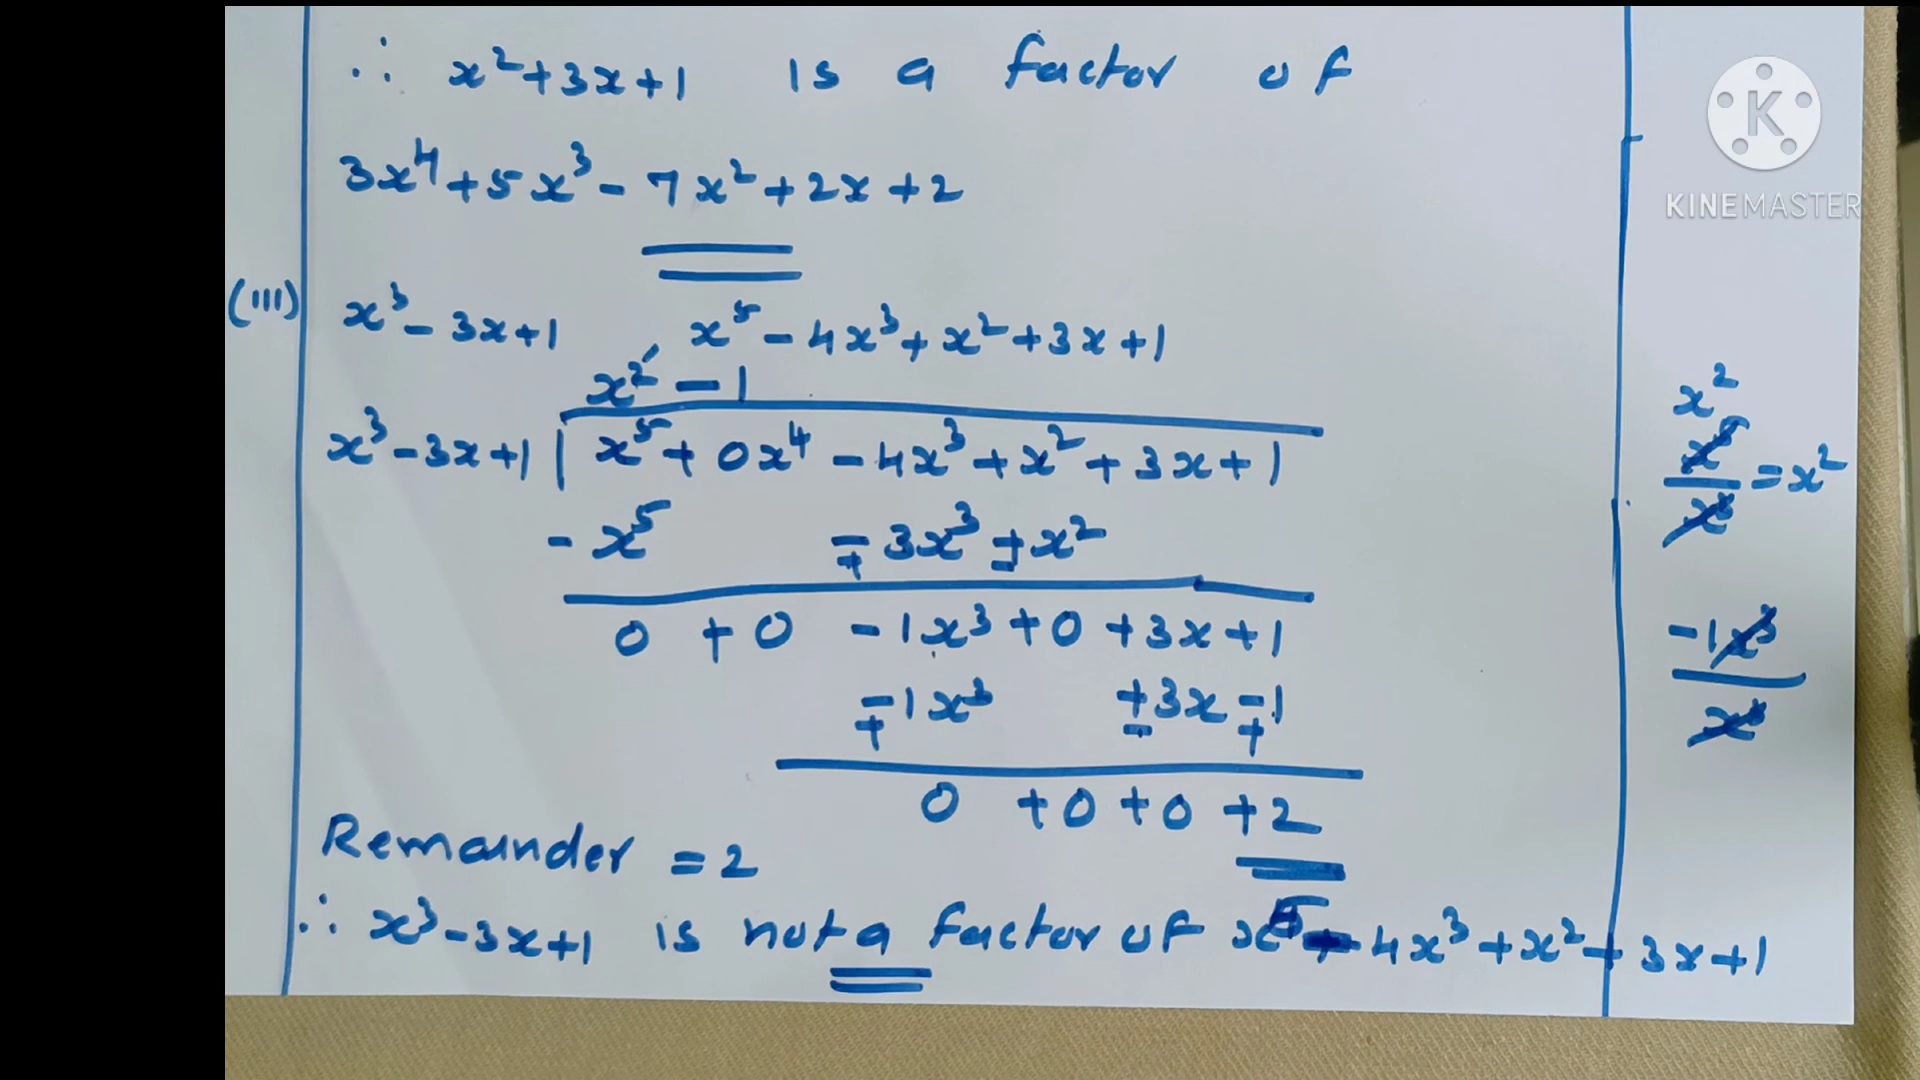 ∴ x²+3x+1 is a factor of
3x⁴+5x³-7x²+2x+2
(III) x³-3x+1, x⁵-4x³+x²+3x+1
x²-1
x³-3x+1 | x⁵+0x⁴-4x³+x²+3x+1
-x⁵ ∓3x³ ±x²
0 +0 -1x³+0+3x+1
∓1x³ ±3x ∓1
0 +0 +0 +2
Remainder = 2
∴ x³-3x+1 is not a factor of x⁵-4x³+x²+3x+1
x²
x⁵/x³ = x²
-1x³/x³
K
KINEMASTER